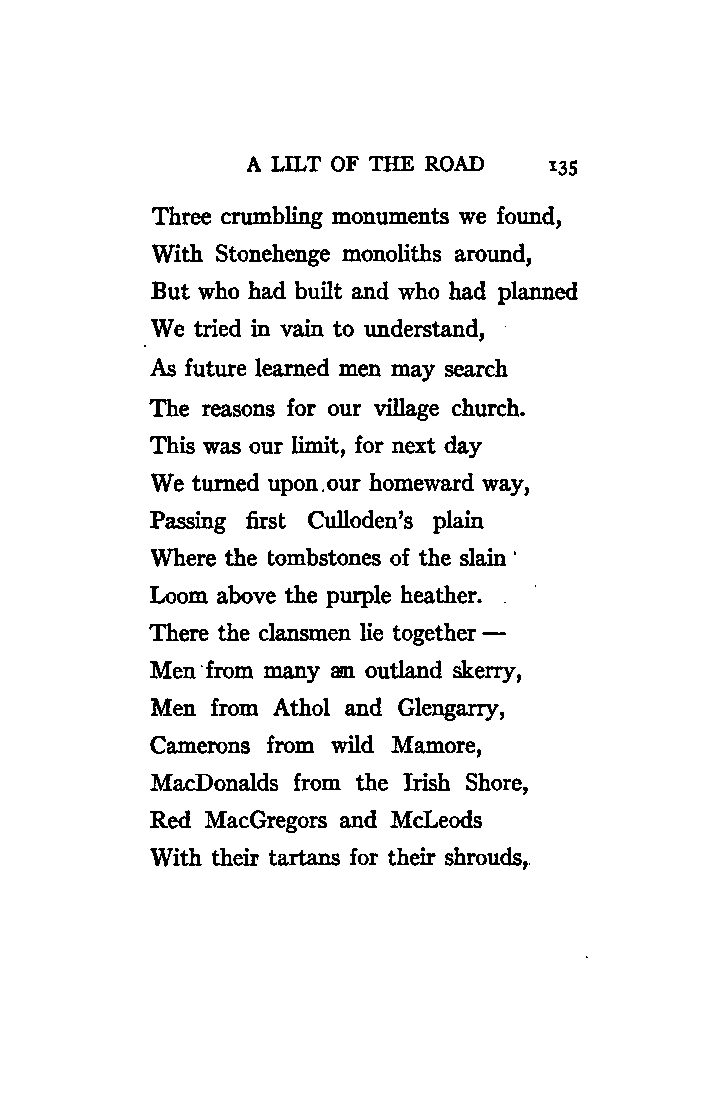 A LILT OF THE ROAD 135
Three crumbling monuments we found,
With Stonehenge monoliths around,
But who had built and who had planned
We tried in vain to understand,
As future learned men may search
The reasons for our village church.
This was our limit, for next day
We turned upon our homeward way,
Passing first Culloden's plain
Where the tombstones of the slain
Loom above the purple heather.
There the clansmen lie together —
Men from many an outland skerry,
Men from Athol and Glengarry,
Camerons from wild Mamore,
MacDonalds from the Irish Shore,
Red MacGregors and McLeods
With their tartans for their shrouds,